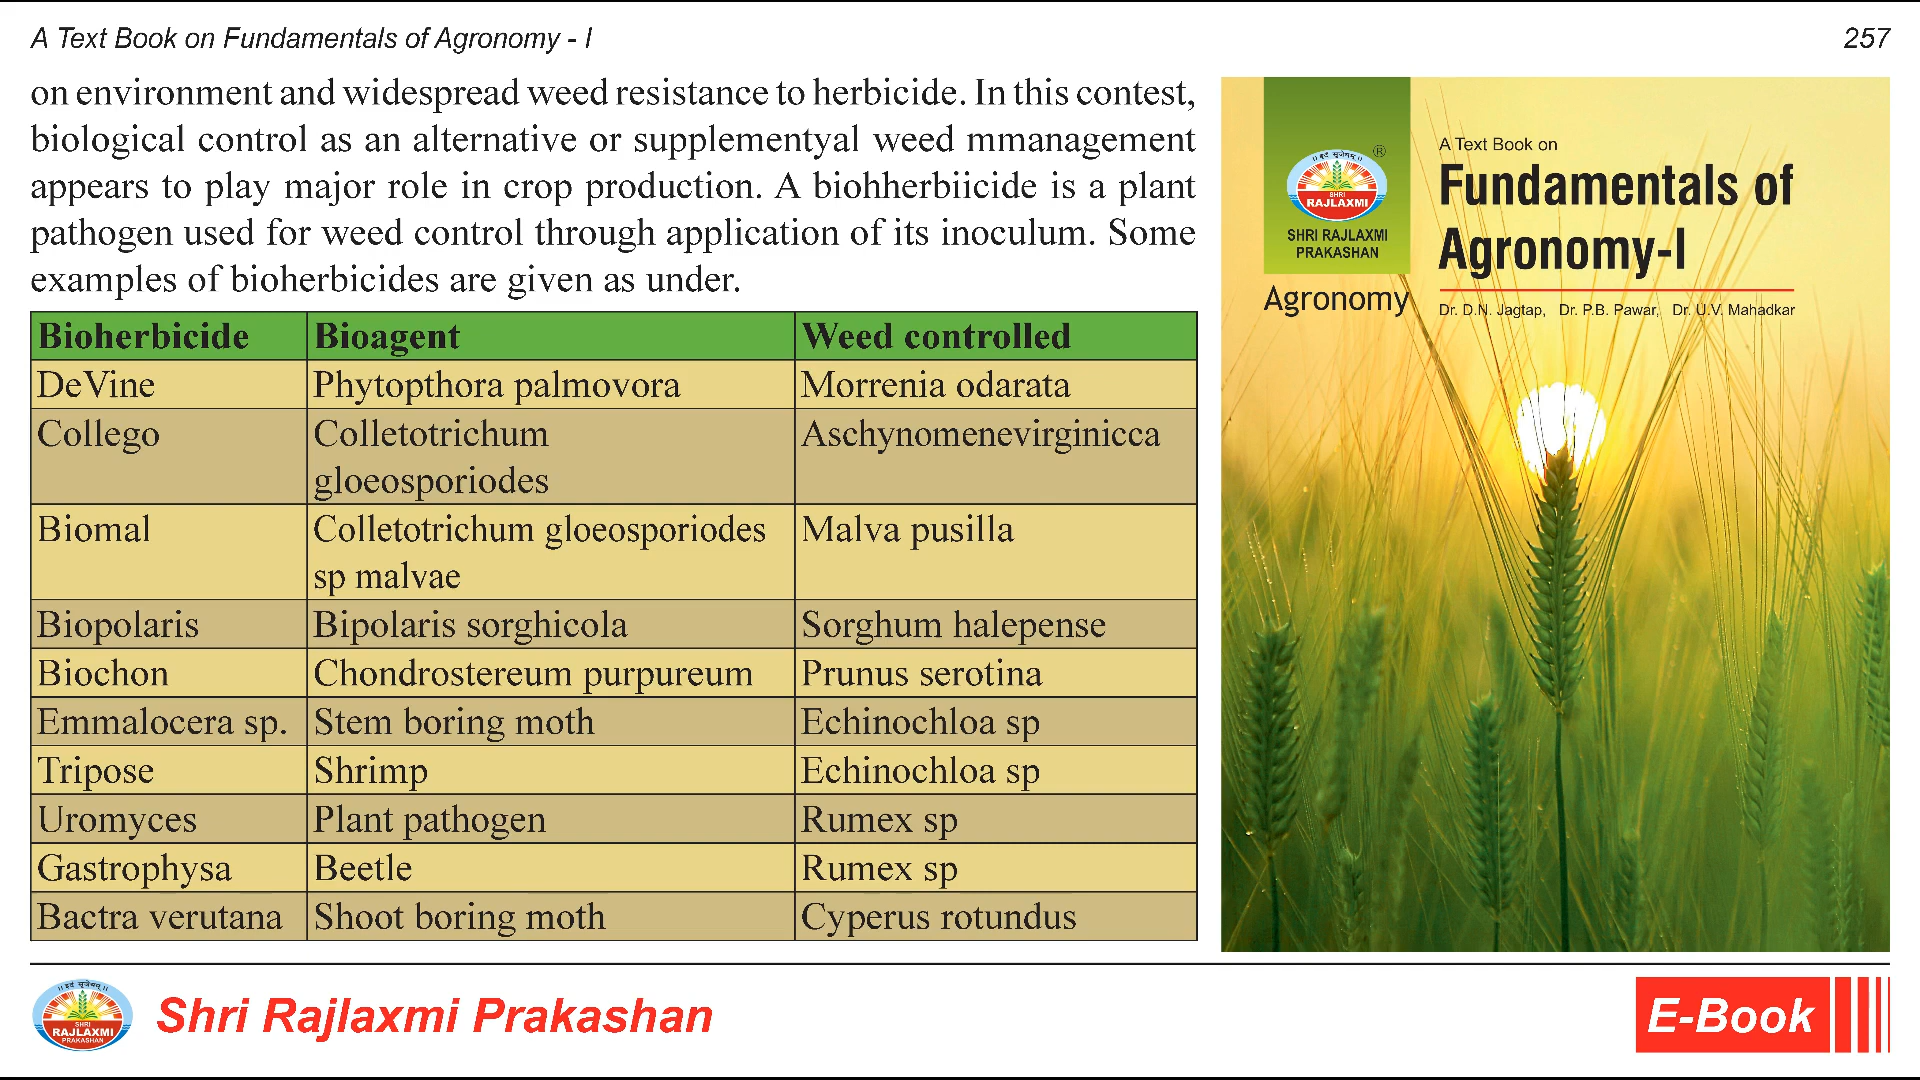 A Text Book on Fundamentals of Agronomy - I 257
on environment and widespread weed resistance to herbicide. In this contest,
biological control as an alternative or supplementyal weed mmanagement
appears to play major role in crop production. A biohherbiicide is a plant
pathogen used for weed control through application of its inoculum. Some
examples of bioherbicides are given as under.
Bioherbicide Bioagent Weed controlled
DeVine Phytopthora palmovora Morrenia odarata
Collego Colletotrichum Aschynomenevirginicca
gloeosporiodes
Biomal Colletotrichum gloeosporiodes Malva pusilla
sp malvae
Biopolaris Bipolaris sorghicola Sorghum halepense
Biochon Chondrostereum purpureum Prunus serotina
Emmalocera sp. Stem boring moth Echinochloa sp
Tripose Shrimp Echinochloa sp
Uromyces Plant pathogen Rumex sp
Gastrophysa Beetle Rumex sp
Bactra verutana Shoot boring moth Cyperus rotundus
®
SHRI
RAJLAXMI
SHRI RAJLAXMI
PRAKASHAN
Agronomy
A Text Book on
Fundamentals of
Agronomy-I
Dr. D.N. Jagtap, Dr. P.B. Pawar, Dr. U.V. Mahadkar
SHRI
RAJLAXMI
PRAKASHAN
Shri Rajlaxmi Prakashan
E-Book